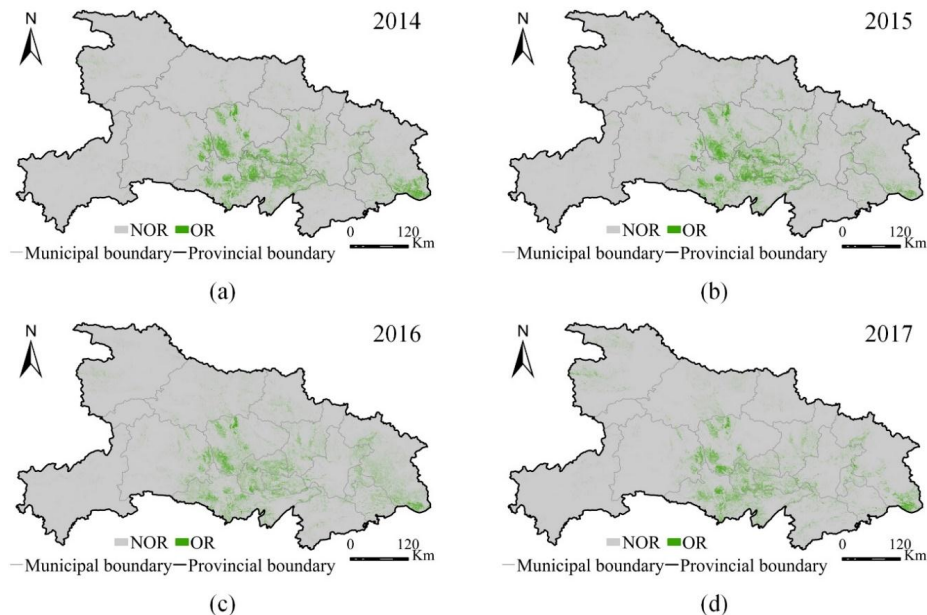 N
2014
NOR OR
0 120
Km
Municipal boundary Provincial boundary
(a)
N
2015
NOR OR
0 120
Km
Municipal boundary Provincial boundary
(b)
N
2016
NOR OR
0 120
Km
Municipal boundary Provincial boundary
(c)
N
2017
NOR OR
0 120
Km
Municipal boundary Provincial boundary
(d)